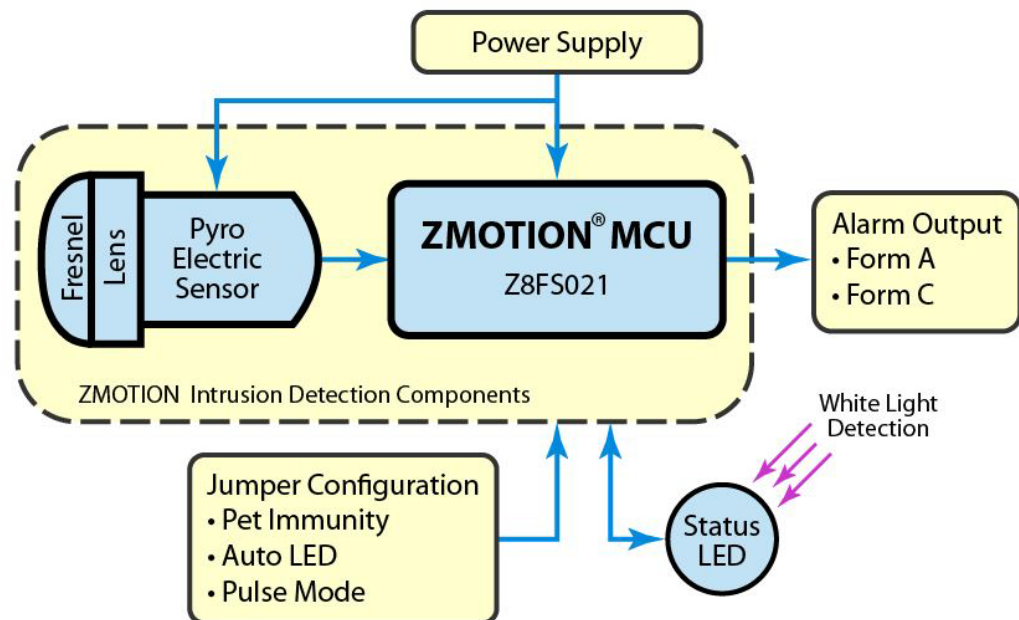 Power Supply
Fresnel
Lens
Pyro
Electric
Sensor
ZMOTION® MCU
Z8FS021
Alarm Output
• Form A
• Form C
ZMOTION Intrusion Detection Components
White Light
Detection
Jumper Configuration
• Pet Immunity
• Auto LED
• Pulse Mode
Status
LED